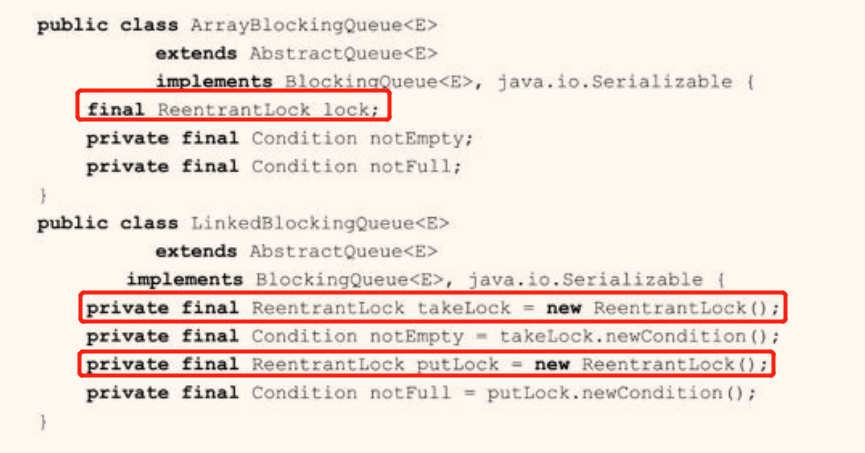 public class ArrayBlockingQueue<E>
extends AbstractQueue<E>
implements BlockingQueue<E>, java.io.Serializable {
final ReentrantLock lock;
private final Condition notEmpty;
private final Condition notFull;
}
public class LinkedBlockingQueue<E>
extends AbstractQueue<E>
implements BlockingQueue<E>, java.io.Serializable {
private final ReentrantLock takeLock = new ReentrantLock();
private final Condition notEmpty = takeLock.newCondition();
private final ReentrantLock putLock = new ReentrantLock();
private final Condition notFull = putLock.newCondition();
}